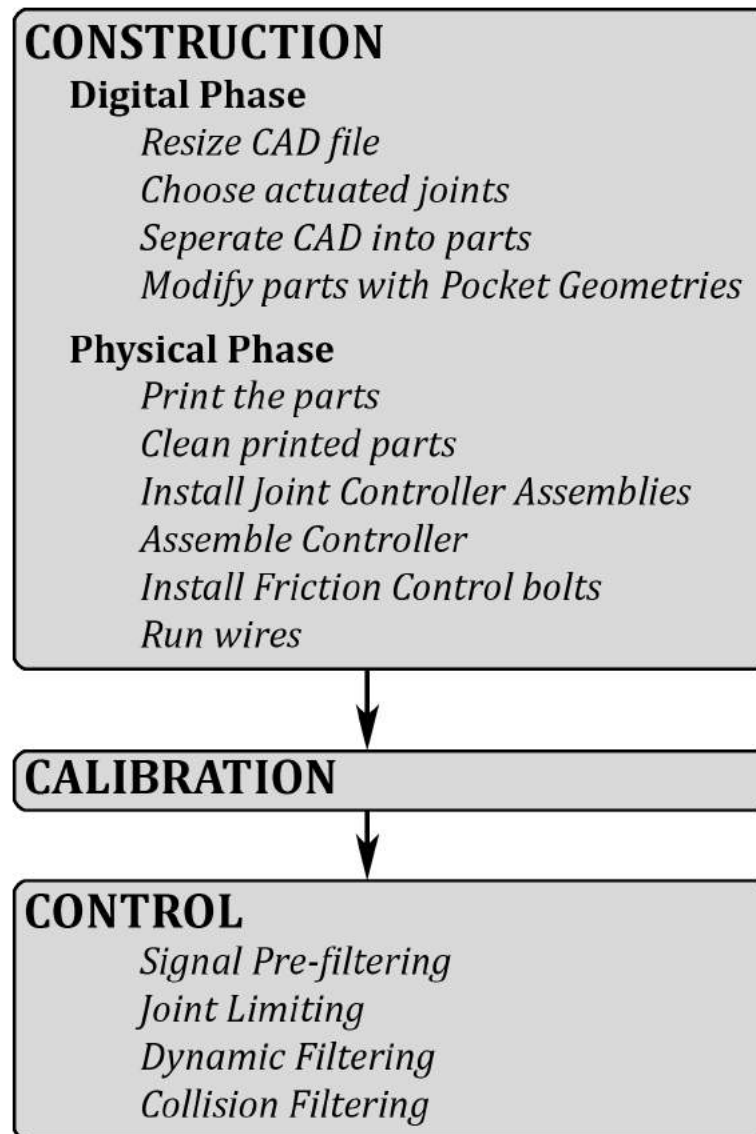 CONSTRUCTION
Digital Phase
Resize CAD file
Choose actuated joints
Seperate CAD into parts
Modify parts with Pocket Geometries
Physical Phase
Print the parts
Clean printed parts
Install Joint Controller Assemblies
Assemble Controller
Install Friction Control bolts
Run wires
CALIBRATION
CONTROL
Signal Pre-filtering
Joint Limiting
Dynamic Filtering
Collision Filtering